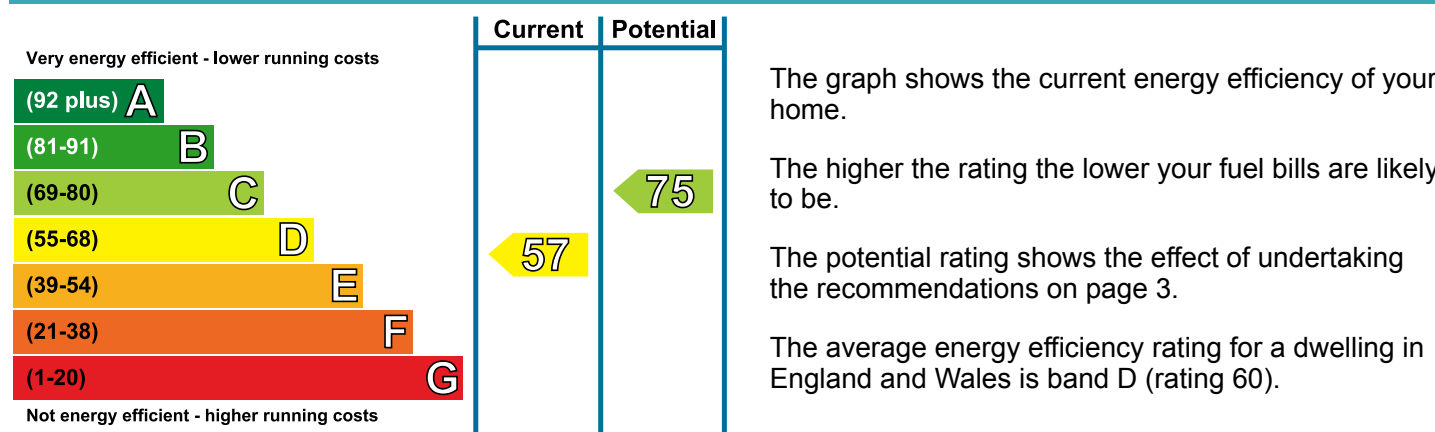 Current Potential
Very energy efficient - lower running costs
(92 plus) A
(81-91) B
(69-80) C
75
(55-68) D
57
(39-54) E
(21-38) F
(1-20) G
Not energy efficient - higher running costs
The graph shows the current energy efficiency of your
home.
The higher the rating the lower your fuel bills are likely
to be.
The potential rating shows the effect of undertaking
the recommendations on page 3.
The average energy efficiency rating for a dwelling in
England and Wales is band D (rating 60).